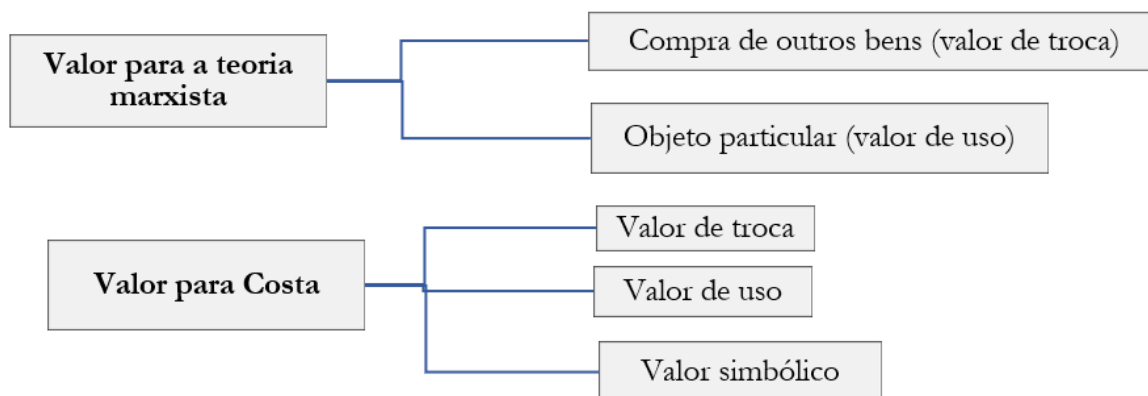 Valor para a teoria
marxista
Compra de outros bens (valor de troca)
Objeto particular (valor de uso)
Valor para Costa
Valor de troca
Valor de uso
Valor simbólico